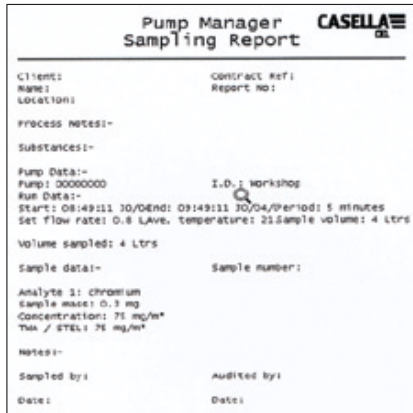 Pump Manager
Sampling Report
CASELLA
CEL
Client: Contract Ref:
Name: Report No:
Location:
Process Notes:-
Substances:-
Pump Data:-
Pump: 00000000 I.D.: Workshop
Run Data:-
Start: 08:49:11 30/04End: 09:49:11 30/04/Period: 5 minutes
Set flow rate: 0.8 LAve. temperature: 21Sample volume: 4 Ltrs
Volume sampled: 4 Ltrs
Sample data:- Sample number:
Analyte 1: Chromium
Sample mass: 0.3 mg
Concentration: 75 mg/m³
TWA / STEL: 75 mg/m³
Notes:-
Sampled by: Audited by:
Date: Date: